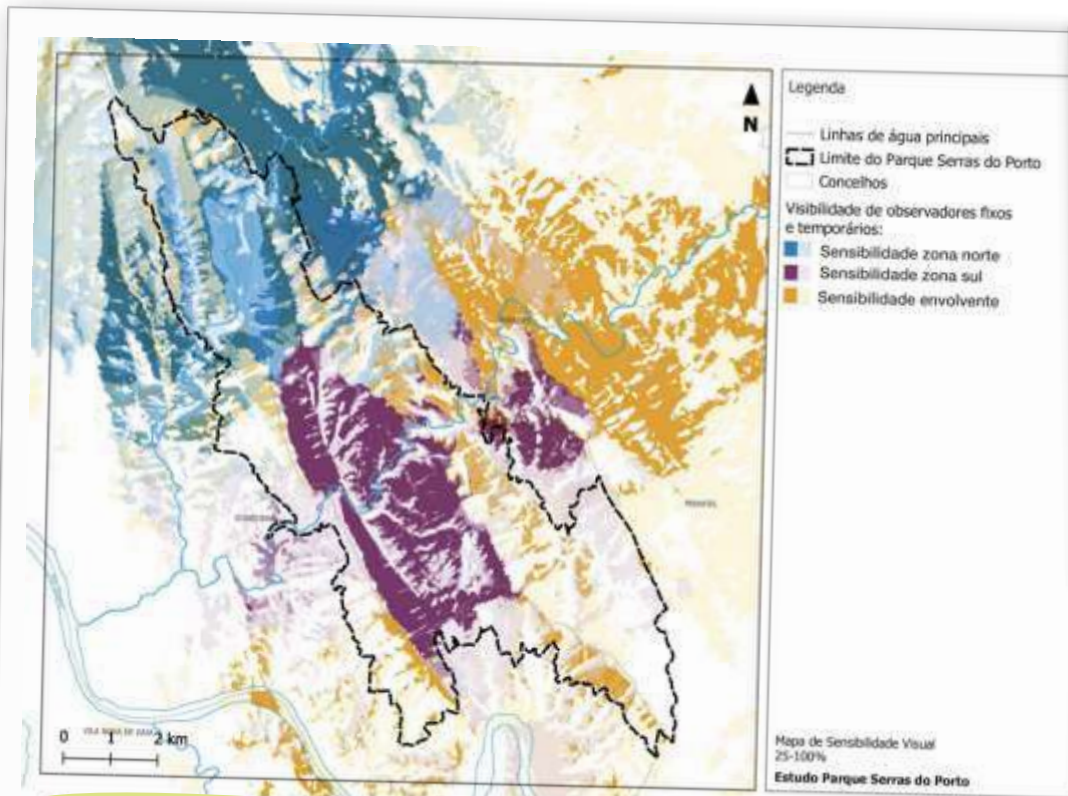 N
Legenda
Linhas de água principais
Limite do Parque Serras do Porto
Concelhos
Visibilidade de observadores fixos
e temporários:
Sensibilidade zona norte
Sensibilidade zona sul
Sensibilidade envolvente
0 1 2 km
Mapa de Sensibilidade Visual
25-100%
Estudo Parque Serras do Porto